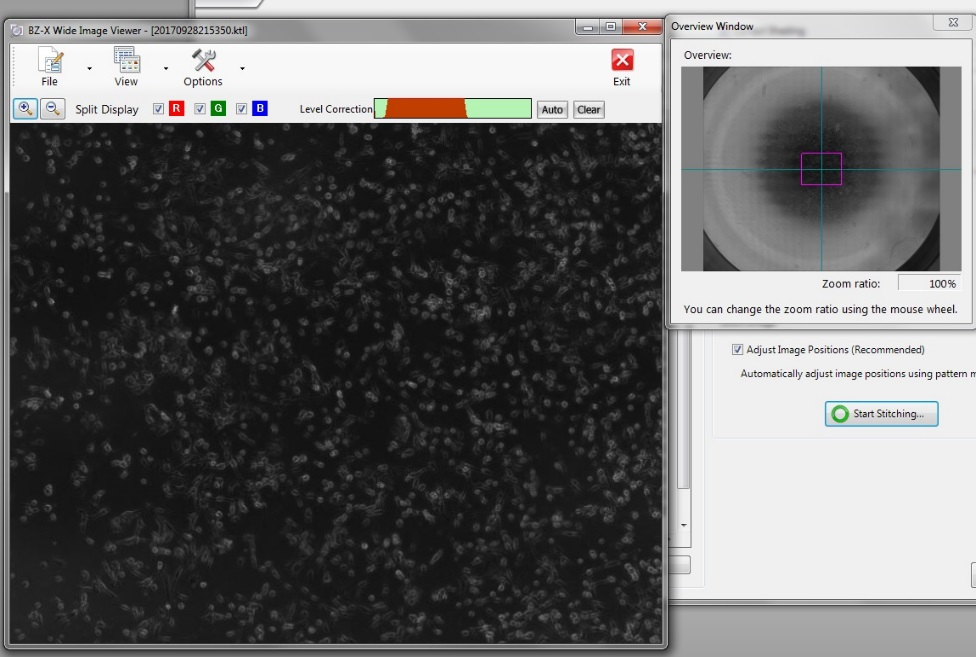 BZ-X Wide Image Viewer - [20170928215350.ktl]
File
View
Options
Exit
Split Display
R
G
B
Level Correction
Auto
Clear
Overview Window
Overview:
Zoom ratio:
100%
You can change the zoom ratio using the mouse wheel.
Adjust Image Positions (Recommended)
Automatically adjust image positions using pattern m
Start Stitching...